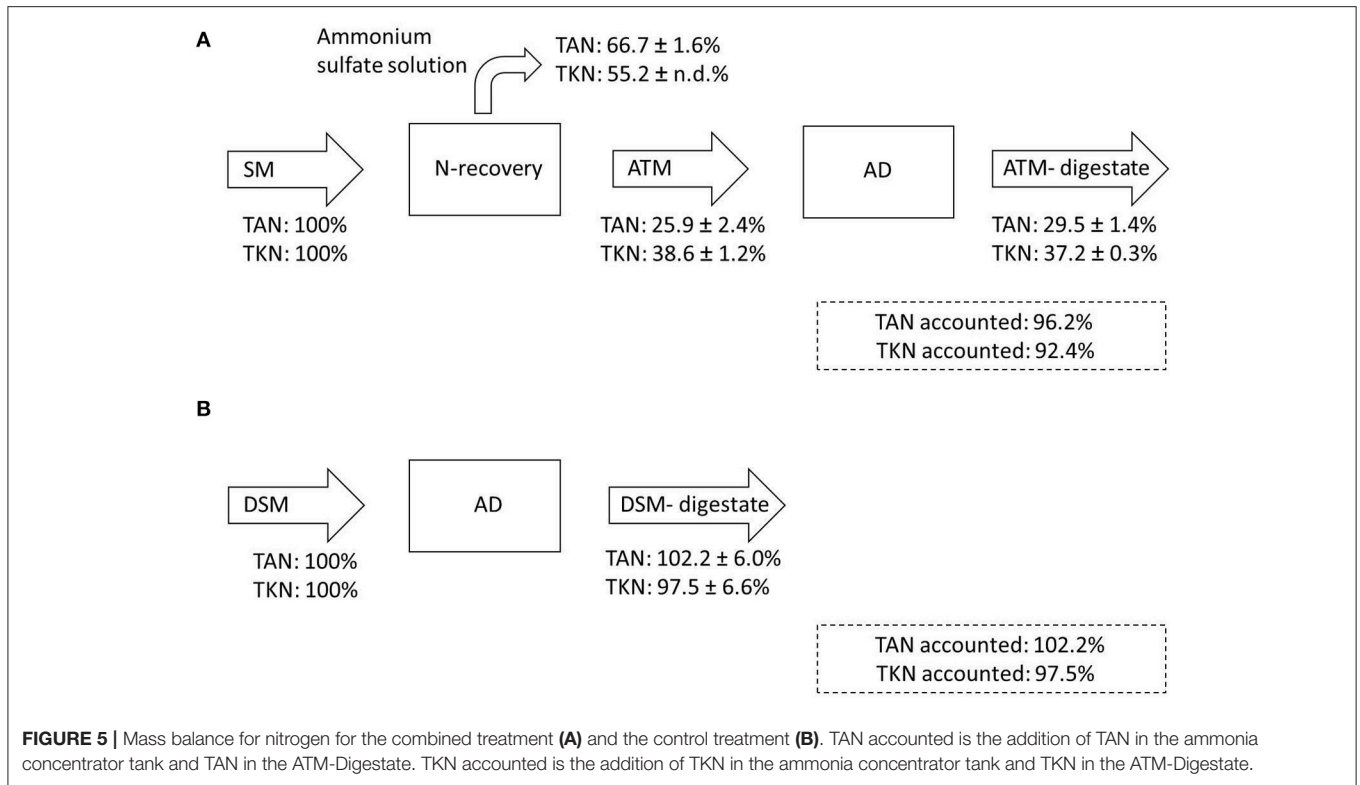 A
Ammonium
sulfate solution
TAN: 66.7 ± 1.6%
TKN: 55.2 ± n.d.%
SM
N-recovery
ATM
AD
ATM- digestate
TAN: 100%
TKN: 100%
TAN: 25.9 ± 2.4%
TKN: 38.6 ± 1.2%
TAN: 29.5 ± 1.4%
TKN: 37.2 ± 0.3%
TAN accounted: 96.2%
TKN accounted: 92.4%
B
DSM
AD
DSM- digestate
TAN: 100%
TKN: 100%
TAN: 102.2 ± 6.0%
TKN: 97.5 ± 6.6%
TAN accounted: 102.2%
TKN accounted: 97.5%
FIGURE 5 | Mass balance for nitrogen for the combined treatment (A) and the control treatment (B). TAN accounted is the addition of TAN in the ammonia
concentrator tank and TAN in the ATM-Digestate. TKN accounted is the addition of TKN in the ammonia concentrator tank and TKN in the ATM-Digestate.